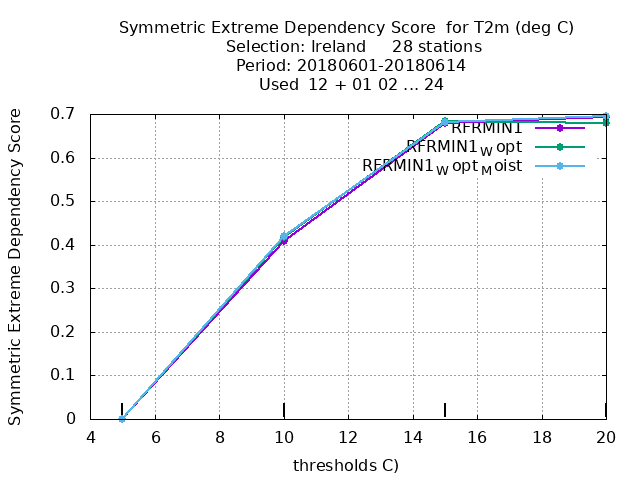 Symmetric Extreme Dependency Score for T2m (deg C)
Selection: Ireland 28 stations
Period: 20180601-20180614
Used 12 + 01 02 ... 24
Symmetric Extreme Dependency Score
0.7
0.6
0.5
0.4
0.3
0.2
0.1
0
RFRMIN1
RFRMIN1W opt
RFRMIN1W optM oist
4 6 8 10 12 14 16 18 20
thresholds C)